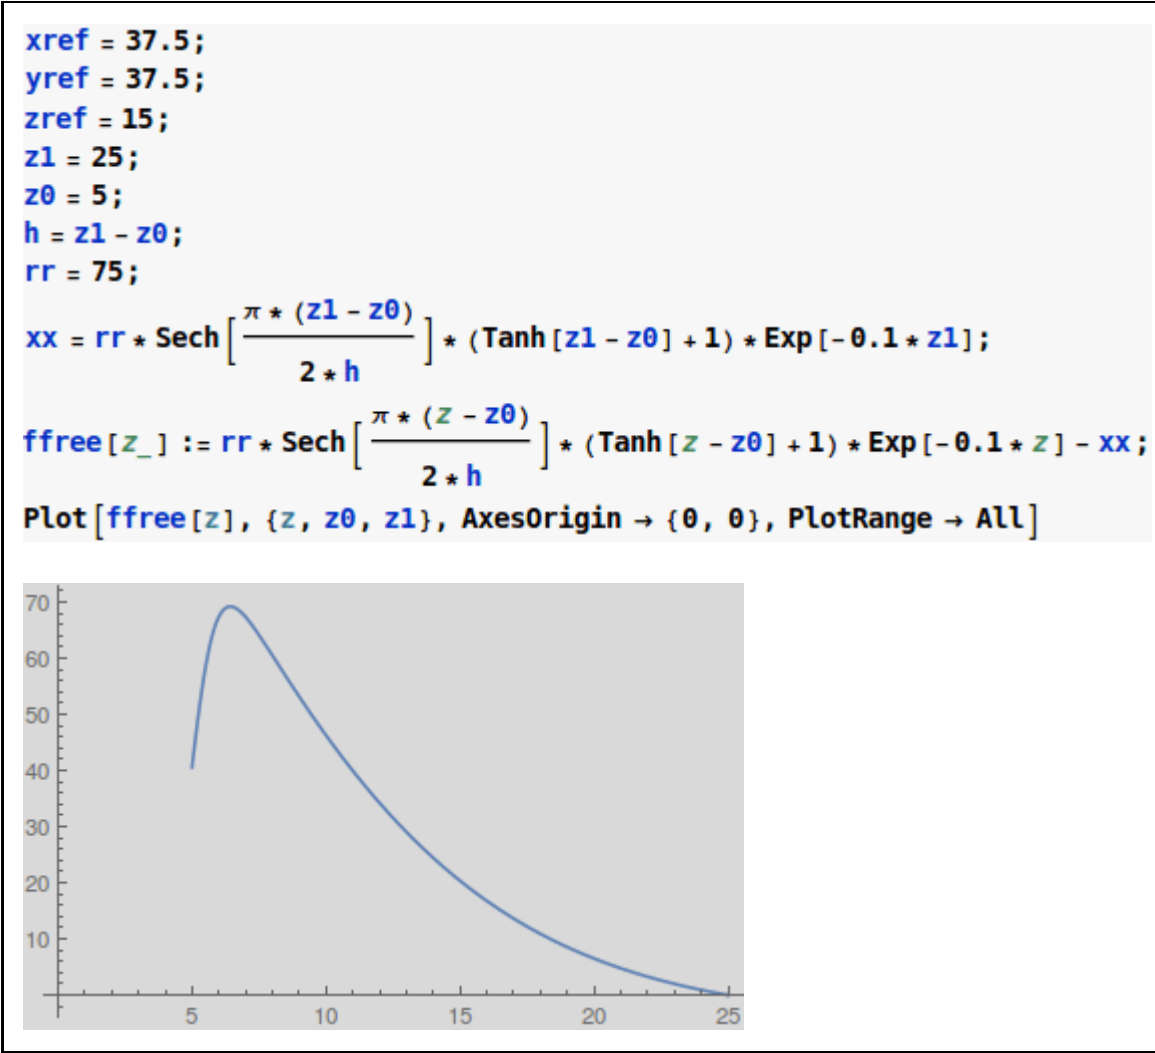 xref = 37.5;
yref = 37.5;
zref = 15;
z1 = 25;
z0 = 5;
h = z1 - z0;
rr = 75;
xx = rr * Sech[π * (z1 - z0) / 2 * h] * (Tanh[z1 - z0] + 1) * Exp[-0.1 * z1];
ffree[z_] := rr * Sech[π * (z - z0) / 2 * h] * (Tanh[z - z0] + 1) * Exp[-0.1 * z] - xx;
Plot[ffree[z], {z, z0, z1}, AxesOrigin → {0, 0}, PlotRange → All]
70
60
50
40
30
20
10
5 10 15 20 25